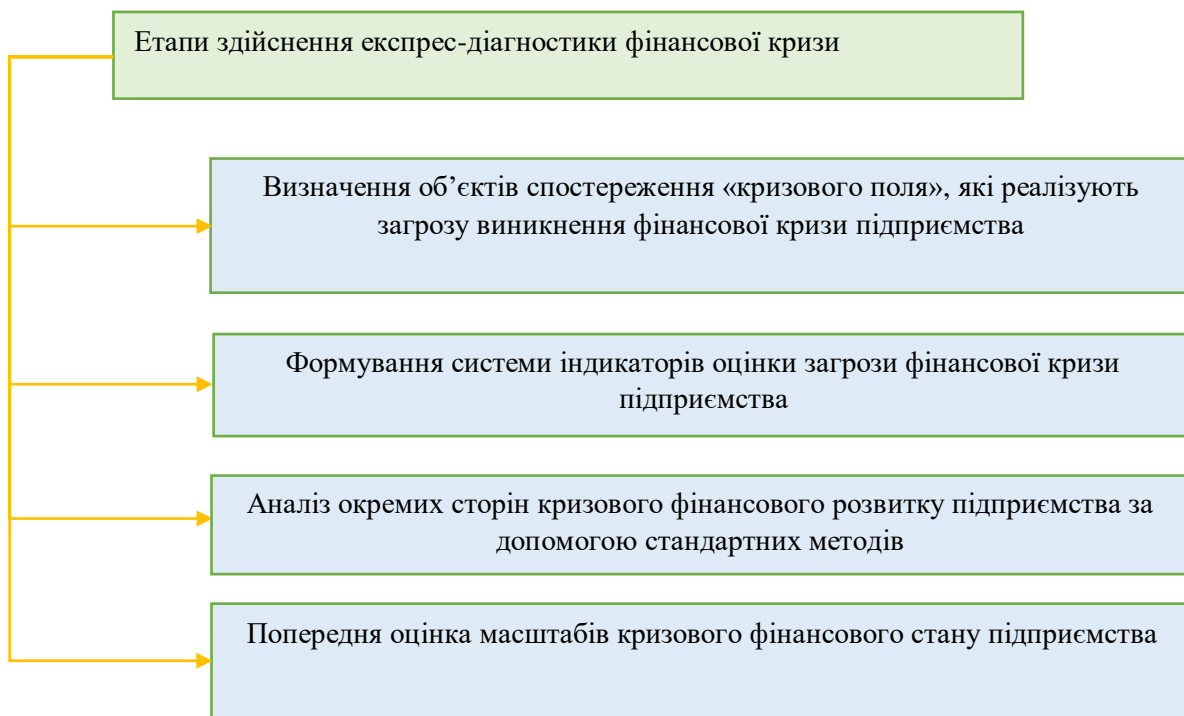 Етапи здійснення експрес-діагностики фінансової кризи
Визначення об’єктів спостереження «кризового поля», які реалізують
загрозу виникнення фінансової кризи підприємства
Формування системи індикаторів оцінки загрози фінансової кризи
підприємства
Аналіз окремих сторін кризового фінансового розвитку підприємства за
допомогою стандартних методів
Попередня оцінка масштабів кризового фінансового стану підприємства